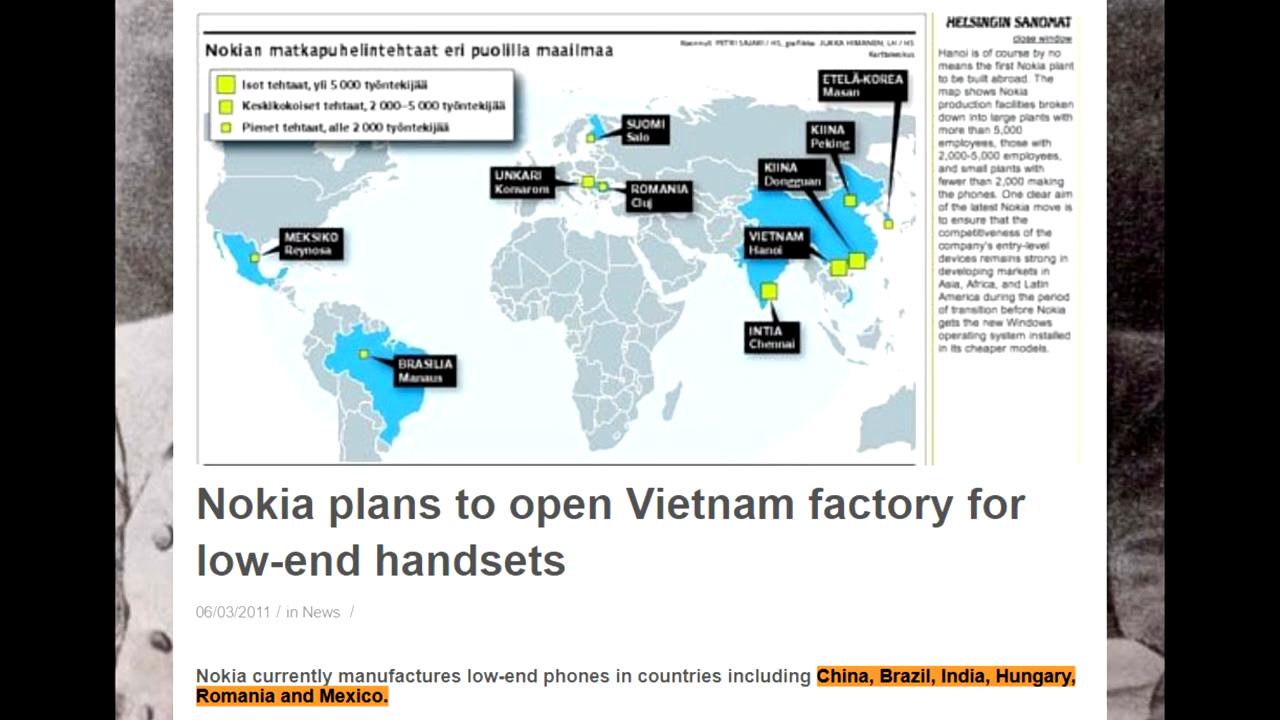 Nokian matkapuhelintehtaat eri puolilla maailmaa
Isot tehtaat, yli 5 000 työntekijää
Keskikokoiset tehtaat, 2 000–5 000 työntekijää
Pienet tehtaat, alle 2 000 työntekijää
ETELÄ-KOREA
Masan
SUOMI
Salo
KIINA
Peking
KIINA
Dongguan
UNKARI
Komarom
ROMANIA
Cluj
MEKSIKO
Reynosa
VIETNAM
Hanoi
INTIA
Chennai
BRASILIA
Manaus
HELSINGIN SANOMAT
close window
Hanoi is of course by no
means the first Nokia plant
to be built abroad. The
map shows Nokia
production facilities broken
down into large plants with
more than 5,000
employees, those with
2,000-5,000 employees,
and small plants with
fewer than 2,000 making
the phones. One clear aim
of the latest Nokia move is
to ensure that the
competitiveness of the
company's entry-level
devices remains strong in
developing markets in
Asia, Africa, and Latin
America during the period
of transition before Nokia
gets the new Windows
operating system installed
in its cheaper models.
Nokia plans to open Vietnam factory for
low-end handsets
06/03/2011 / in News /
Nokia currently manufactures low-end phones in countries including China, Brazil, India, Hungary,
Romania and Mexico.